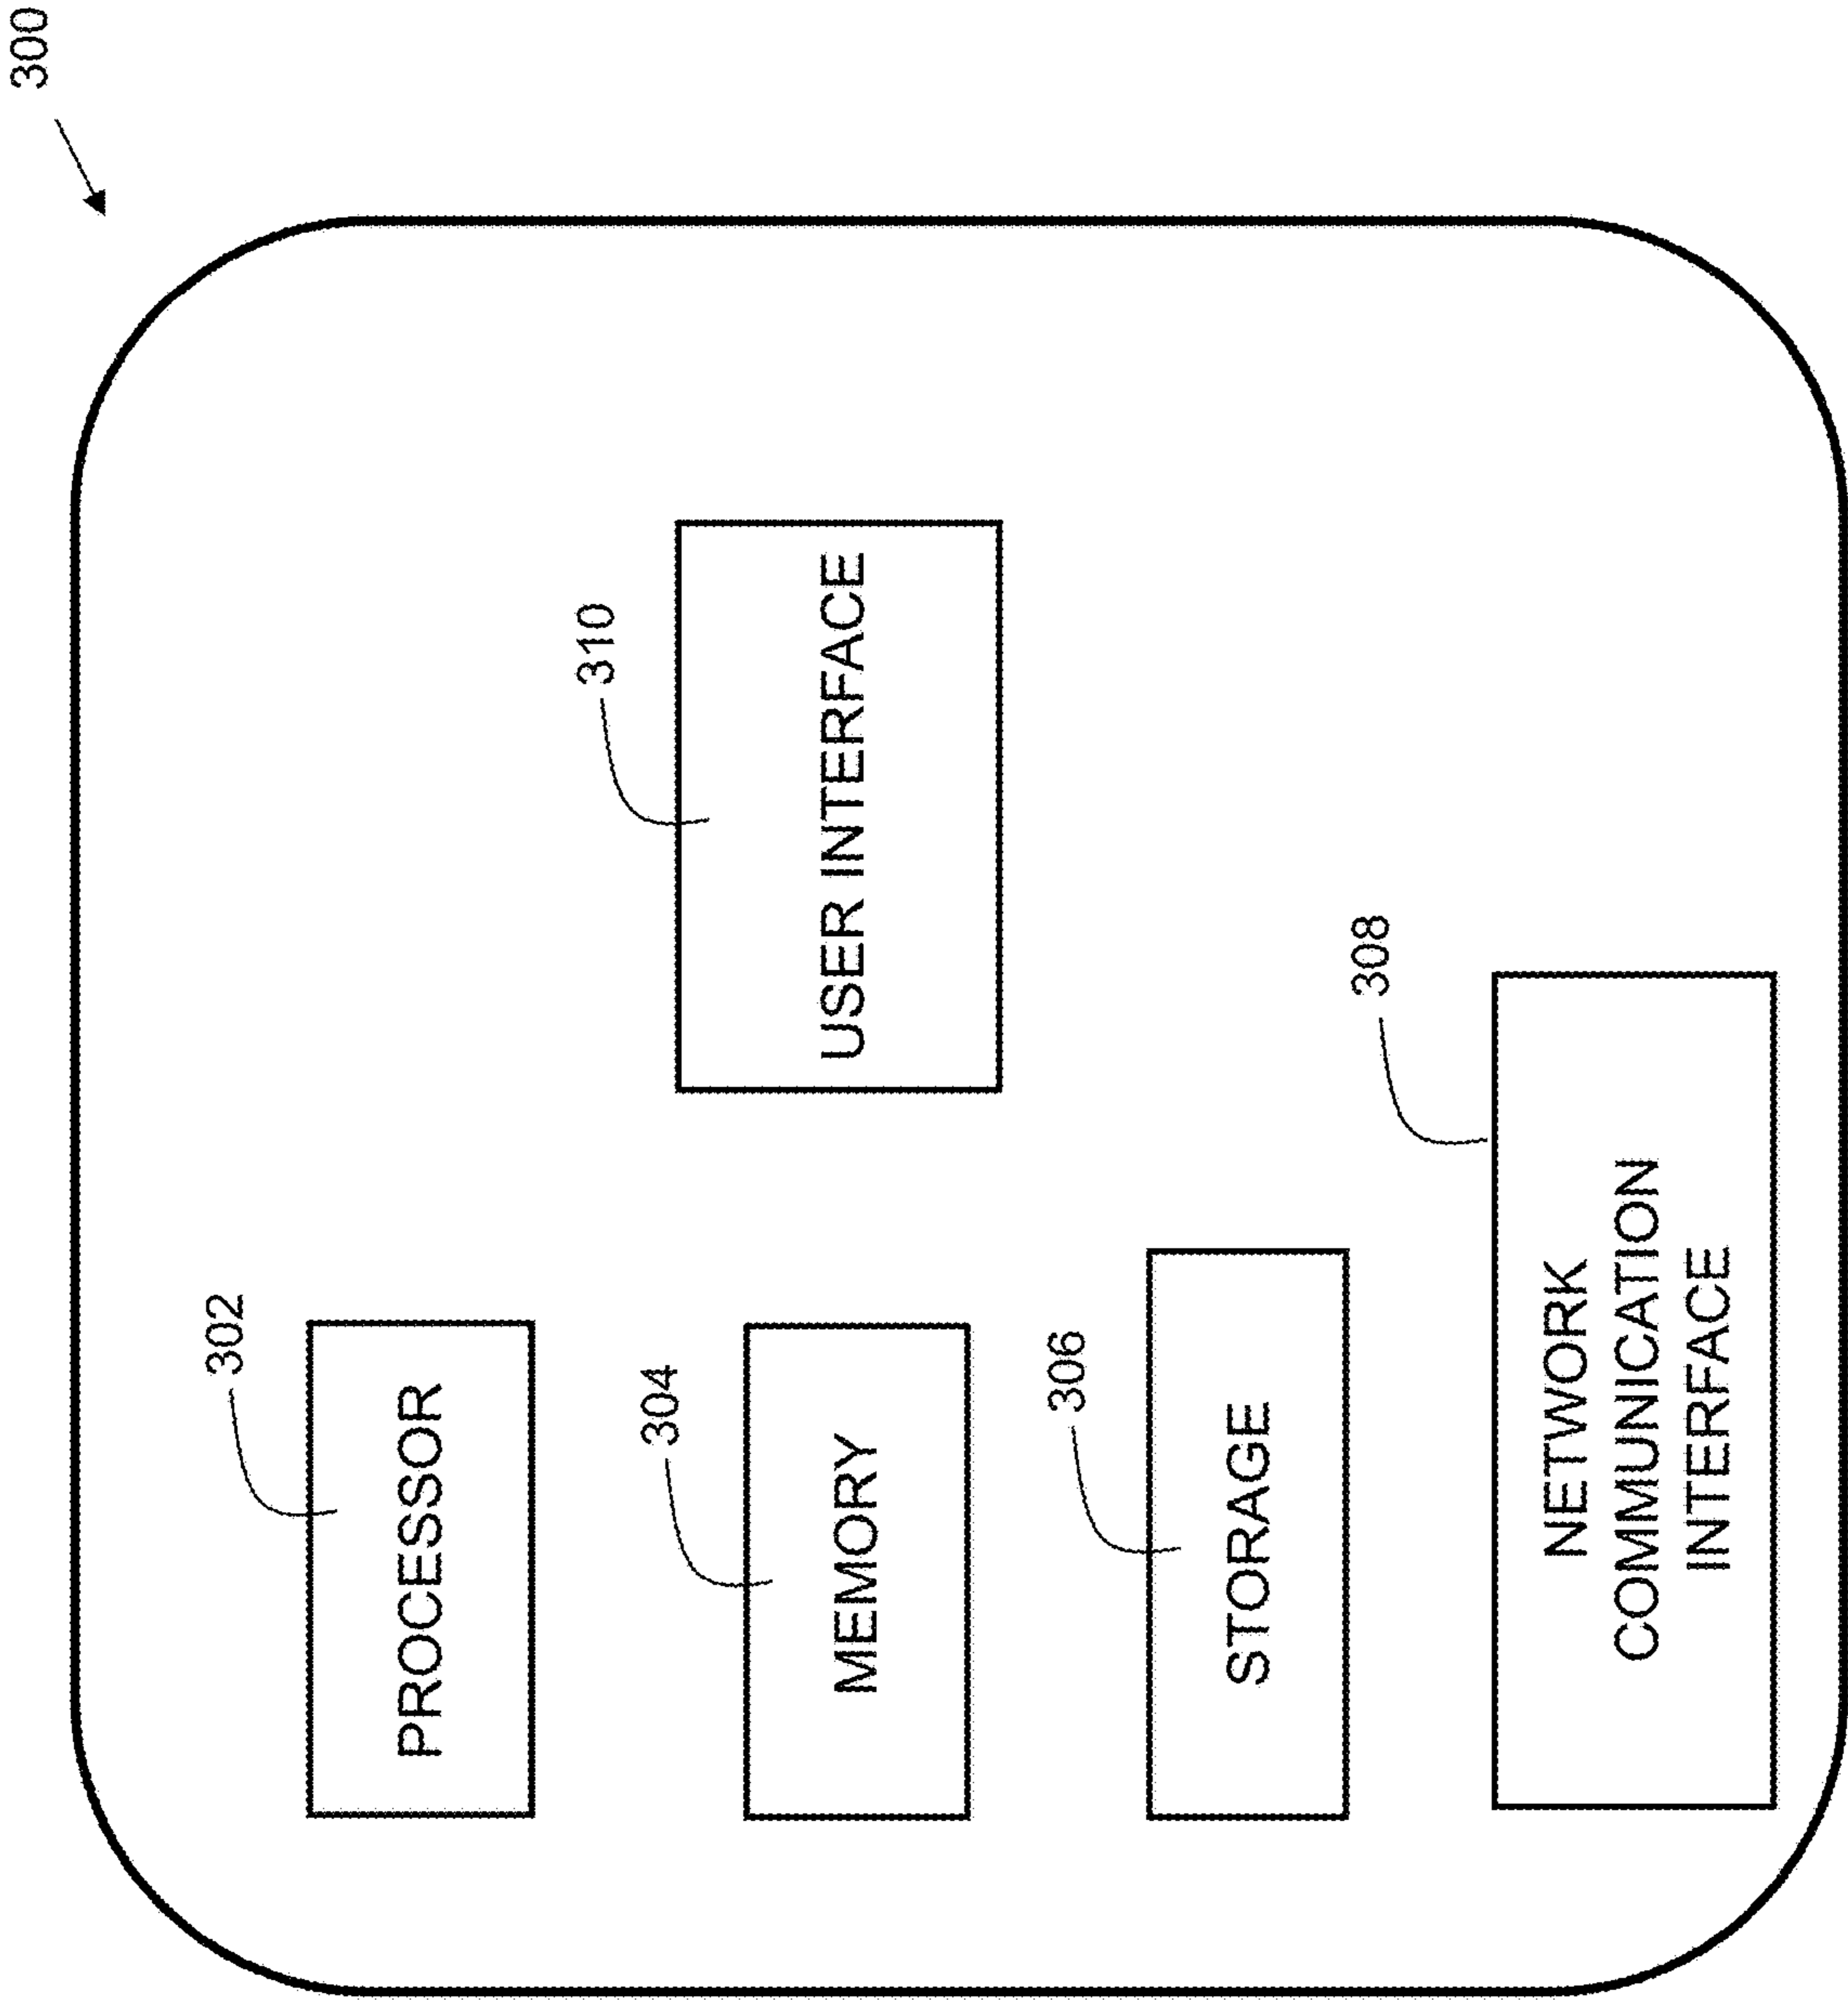 300
302
PROCESSOR
304
MEMORY
310
USER INTERFACE
306
STORAGE
308
NETWORK
COMMUNICATION
INTERFACE